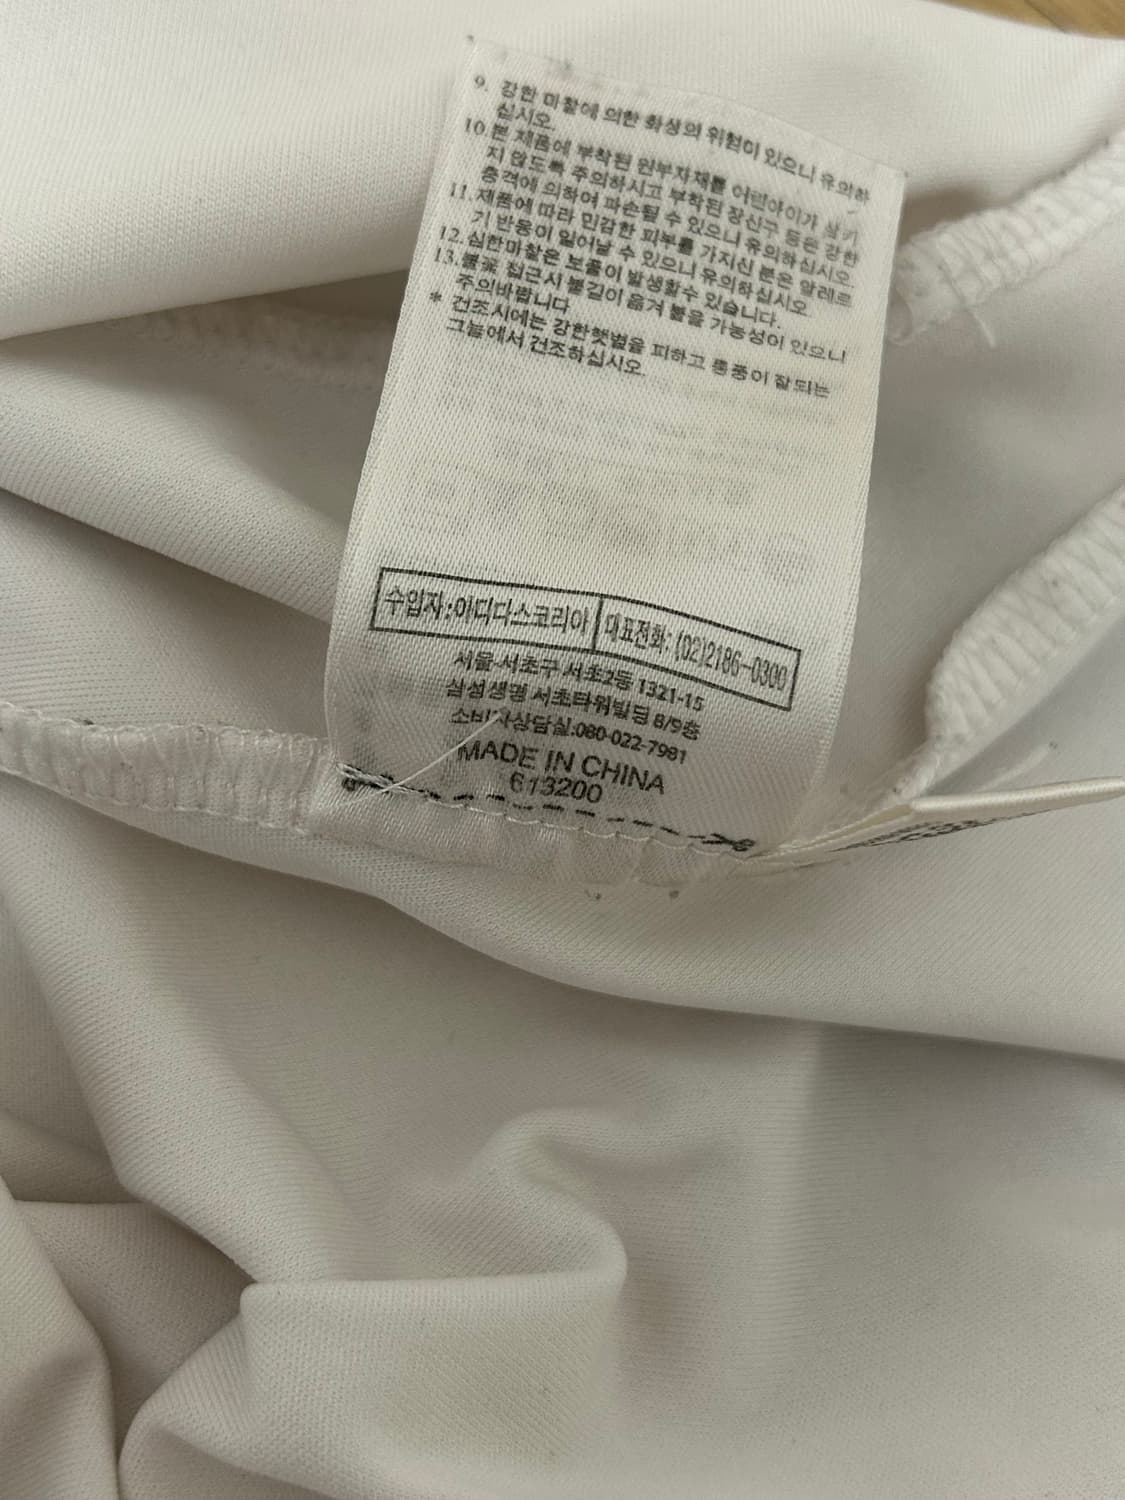 9. 강한 마찰에 의한 화상의 위험이 있으니 유의하
십시오.
10.본 제품에 부착된 원부자재를 어린아이가 삼키
지 않도록 주의하시고 부착된 장신구 등은 강한
충격에 의하여 파손될 수 있으니 유의하십시오.
11.제품에 따라 민감한 피부를 가지신 분은 알레르
기 반응이 일어날 수 있으니 유의하십시오
12.심한마찰은 보풀이 발생할수 있습니다.
13.불꽃 접근시 불길이 옮겨 붙을 가능성이 있으니
주의바랍니다
* 건조시에는 강한햇볕을 피하고 통풍이 잘되는
그늘에서 건조하십시오.
수입자:아디다스코리아 대표전화: (02)2186-0300
서울 서초구 서초2동 1321-15
삼성생명 서초타워빌딩 8/9층
소비자상담실:080-022-7981
MADE IN CHINA
613200